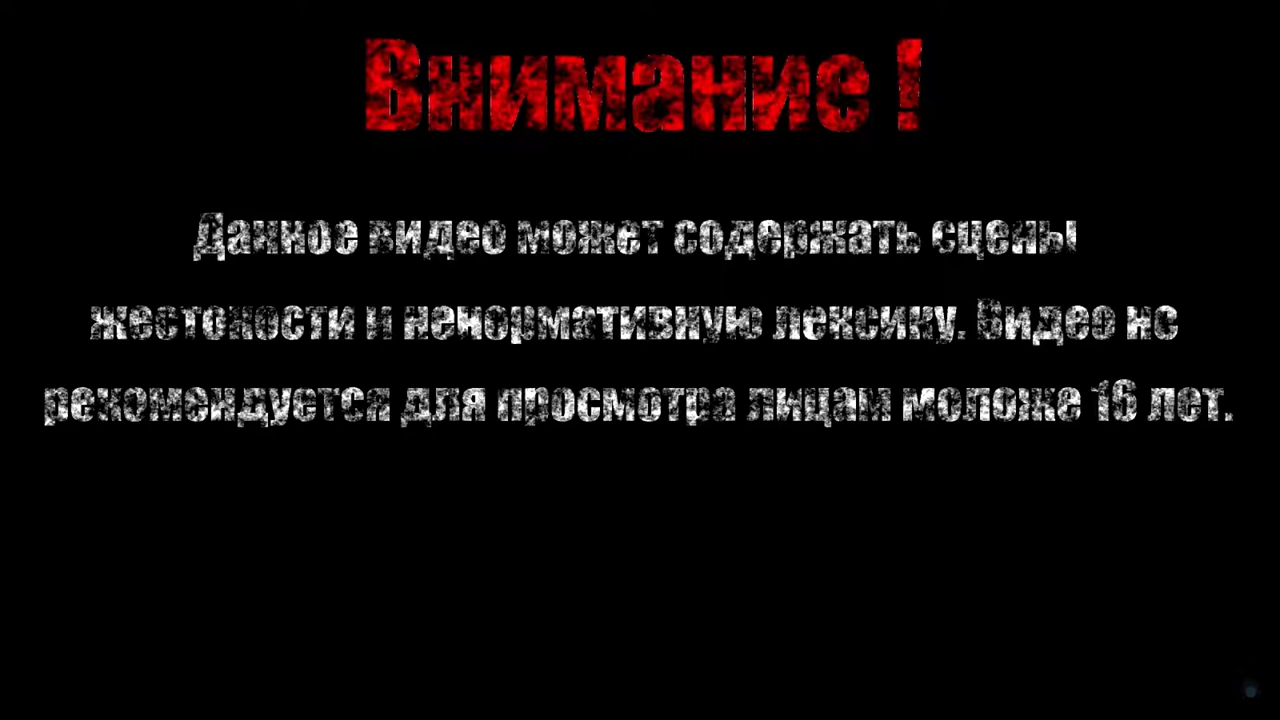 Внимание !
Данное видео может содержать сцены
жестокости и ненормативную лексику. Видео не
рекомендуется для просмотра лицам моложе 16 лет.